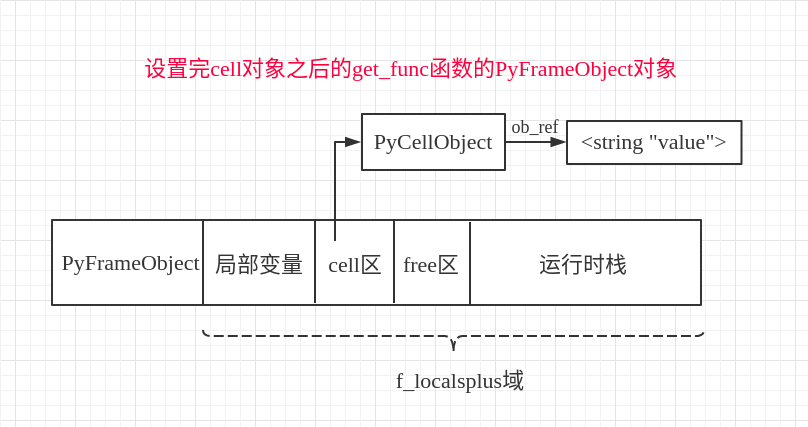 设置完cell对象之后的get_func函数的PyFrameObject对象
PyCellObject
ob_ref
<string "value">
PyFrameObject
局部变量
cell区
free区
运行时栈
f_localsplus域